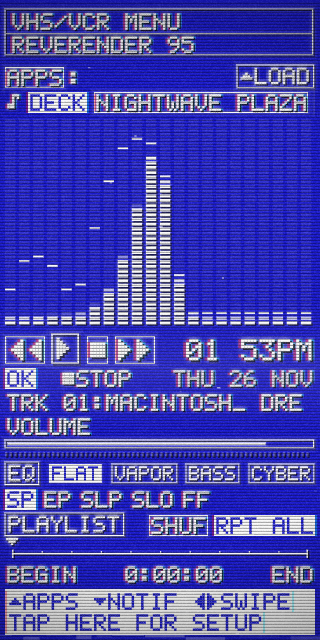 VHS/VCR MENU
REVERENDER 95
APPS: ▲LOAD
♪ DECK NIGHTWAVE PLAZA
01 53PM
OK ■STOP THU 26 NOV
TRK 01:MACINTOSH_ DRE
VOLUME
EQ FLAT VAPOR BASS CYBER
SP EP SLP SLO FF
PLAYLIST SHUF RPT ALL
BEGIN 0:00:00 END
▲APPS ▼NOTIF ◀▶SWIPE
TAP HERE FOR SETUP